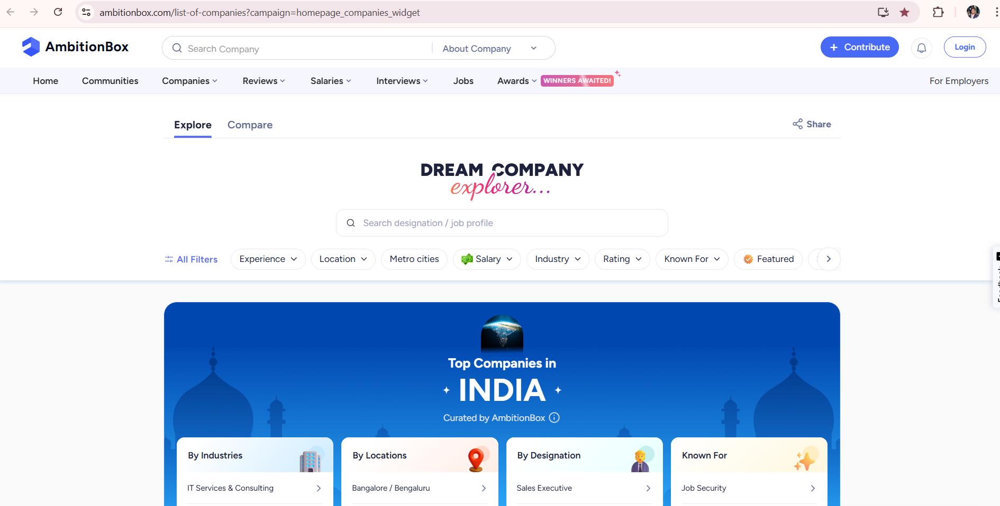 ambitionbox.com/list-of-companies?campaign=homepage_companies_widget
AmbitionBox
Search Company
About Company
+ Contribute
Login
Home
Communities
Companies
Reviews
Salaries
Interviews
Jobs
Awards
WINNERS AWAITED!
For Employers
Explore
Compare
Share
DREAM COMPANY
explorer...
Search designation / job profile
All Filters
Experience
Location
Metro cities
Salary
Industry
Rating
Known For
Featured
Top Companies in
INDIA
Curated by AmbitionBox
By Industries
By Locations
By Designation
Known For
IT Services & Consulting
Bangalore / Bengaluru
Sales Executive
Job Security